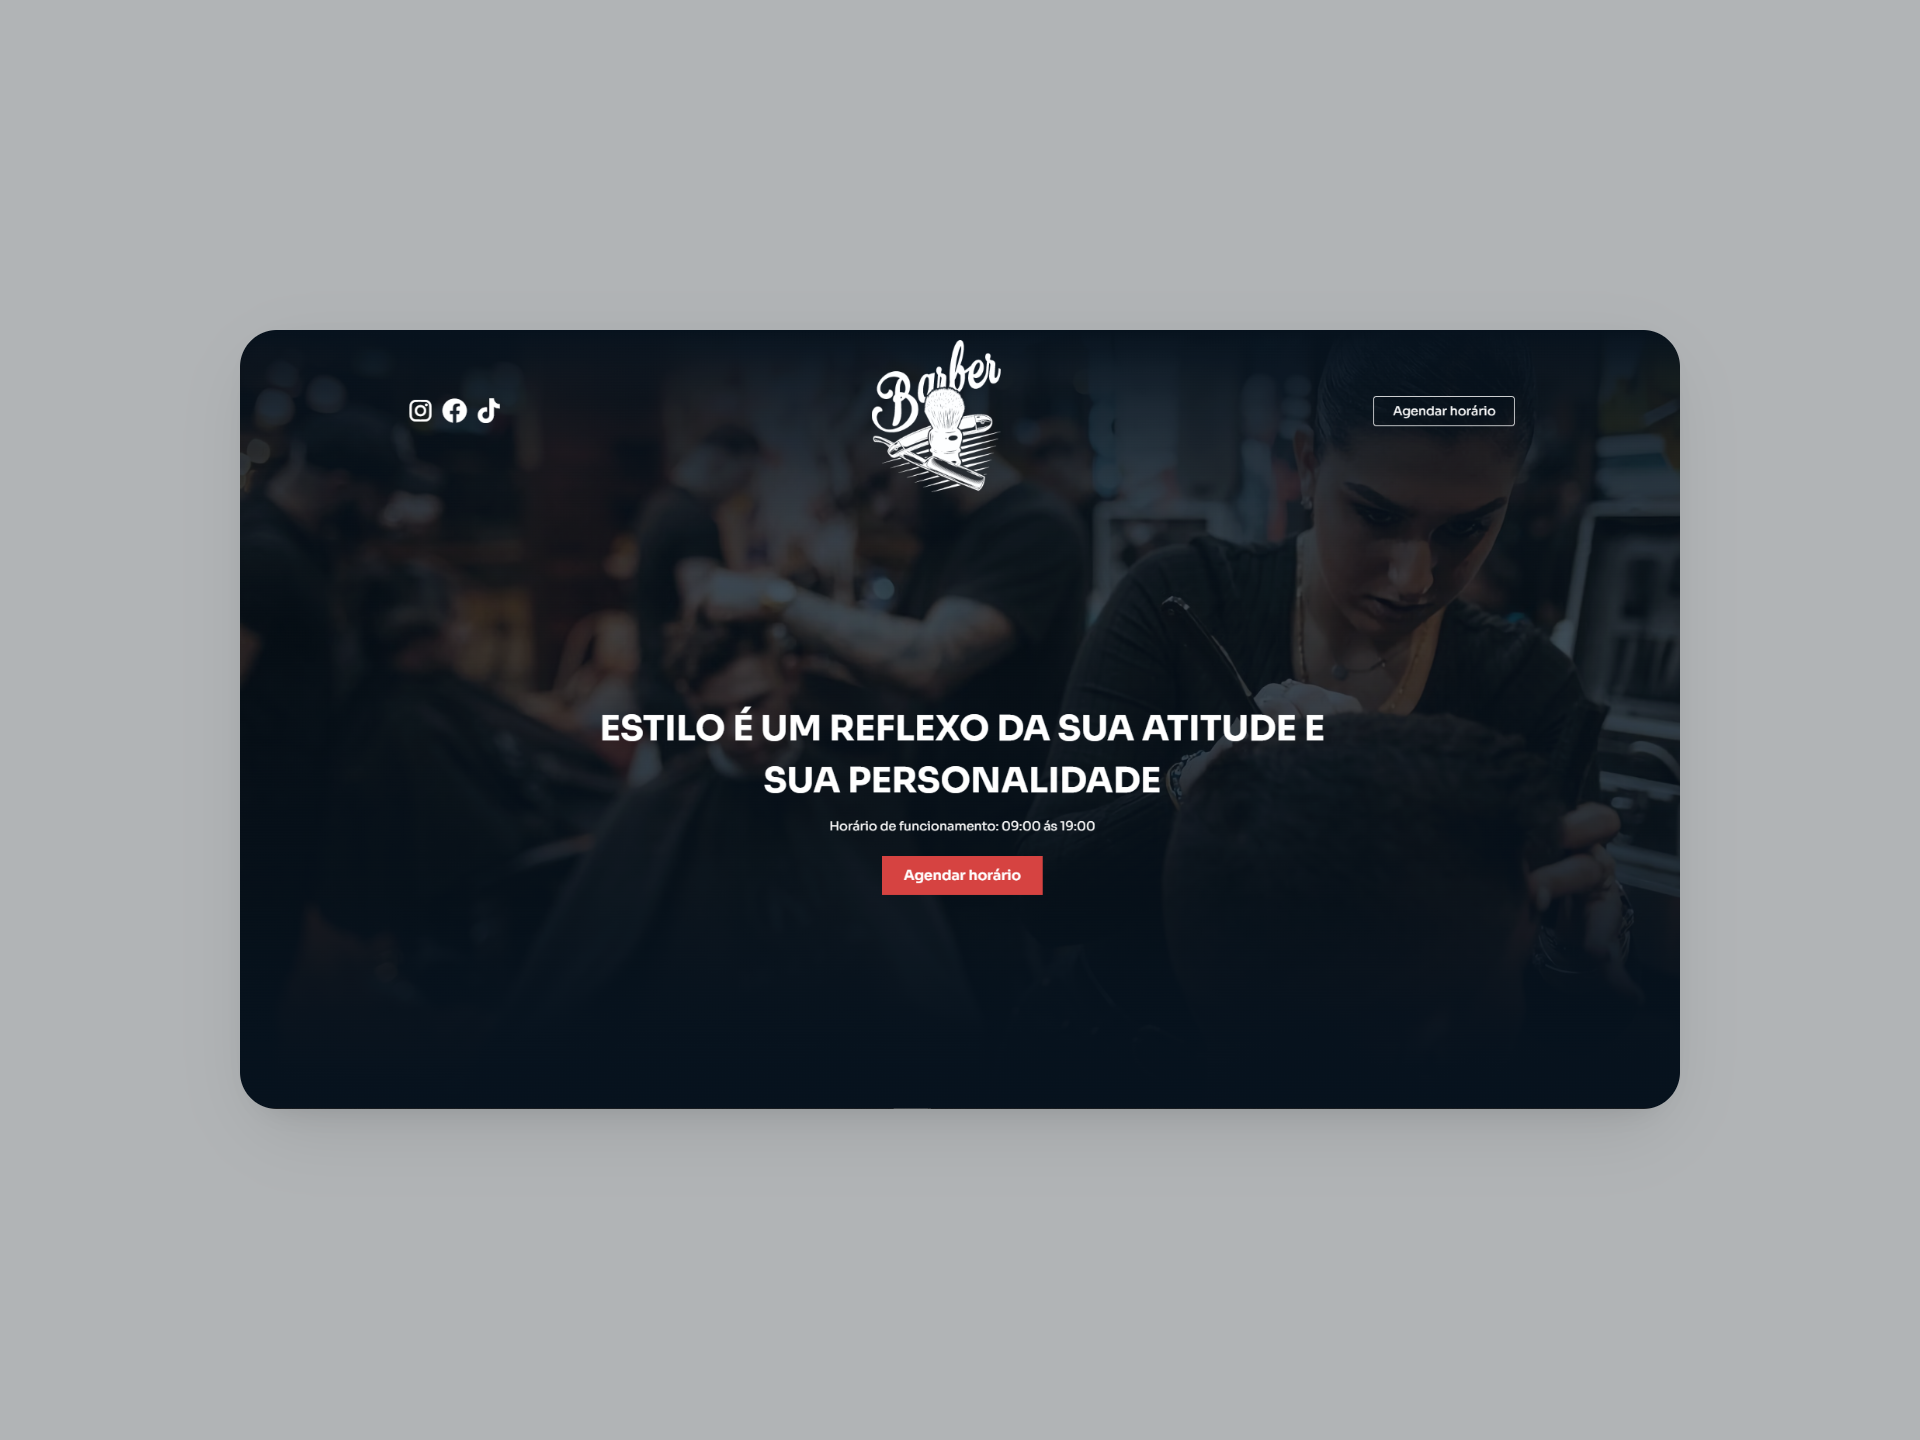 Barber
Agendar horário
ESTILO É UM REFLEXO DA SUA ATITUDE E
SUA PERSONALIDADE
Horário de funcionamento: 09:00 ás 19:00
Agendar horário